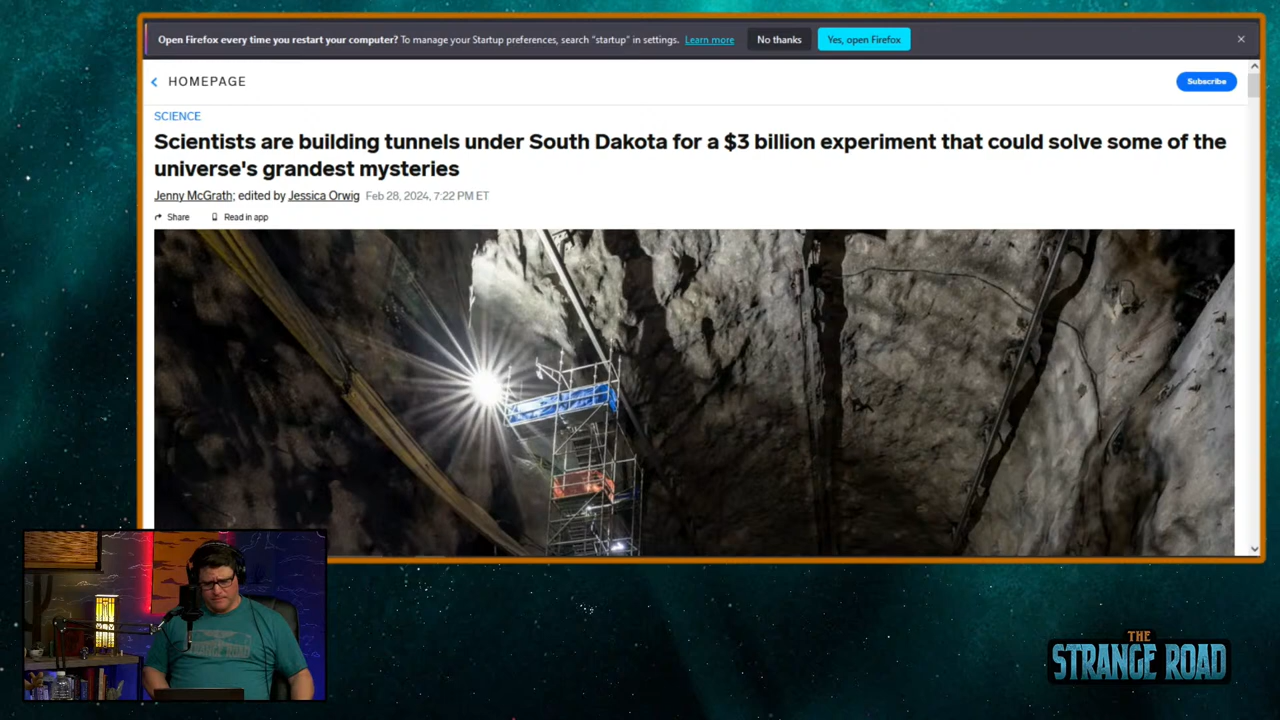 Open Firefox every time you restart your computer? To manage your Startup preferences, search "startup" in settings. Learn more No thanks Yes, open Firefox
HOMEPAGE
Subscribe
SCIENCE
Scientists are building tunnels under South Dakota for a $3 billion experiment that could solve some of the
universe's grandest mysteries
Jenny McGrath; edited by Jessica Orwig Feb 28, 2024, 7:22 PM ET
Share Read in app
STRANGE ROAD
THE
STRANGE ROAD